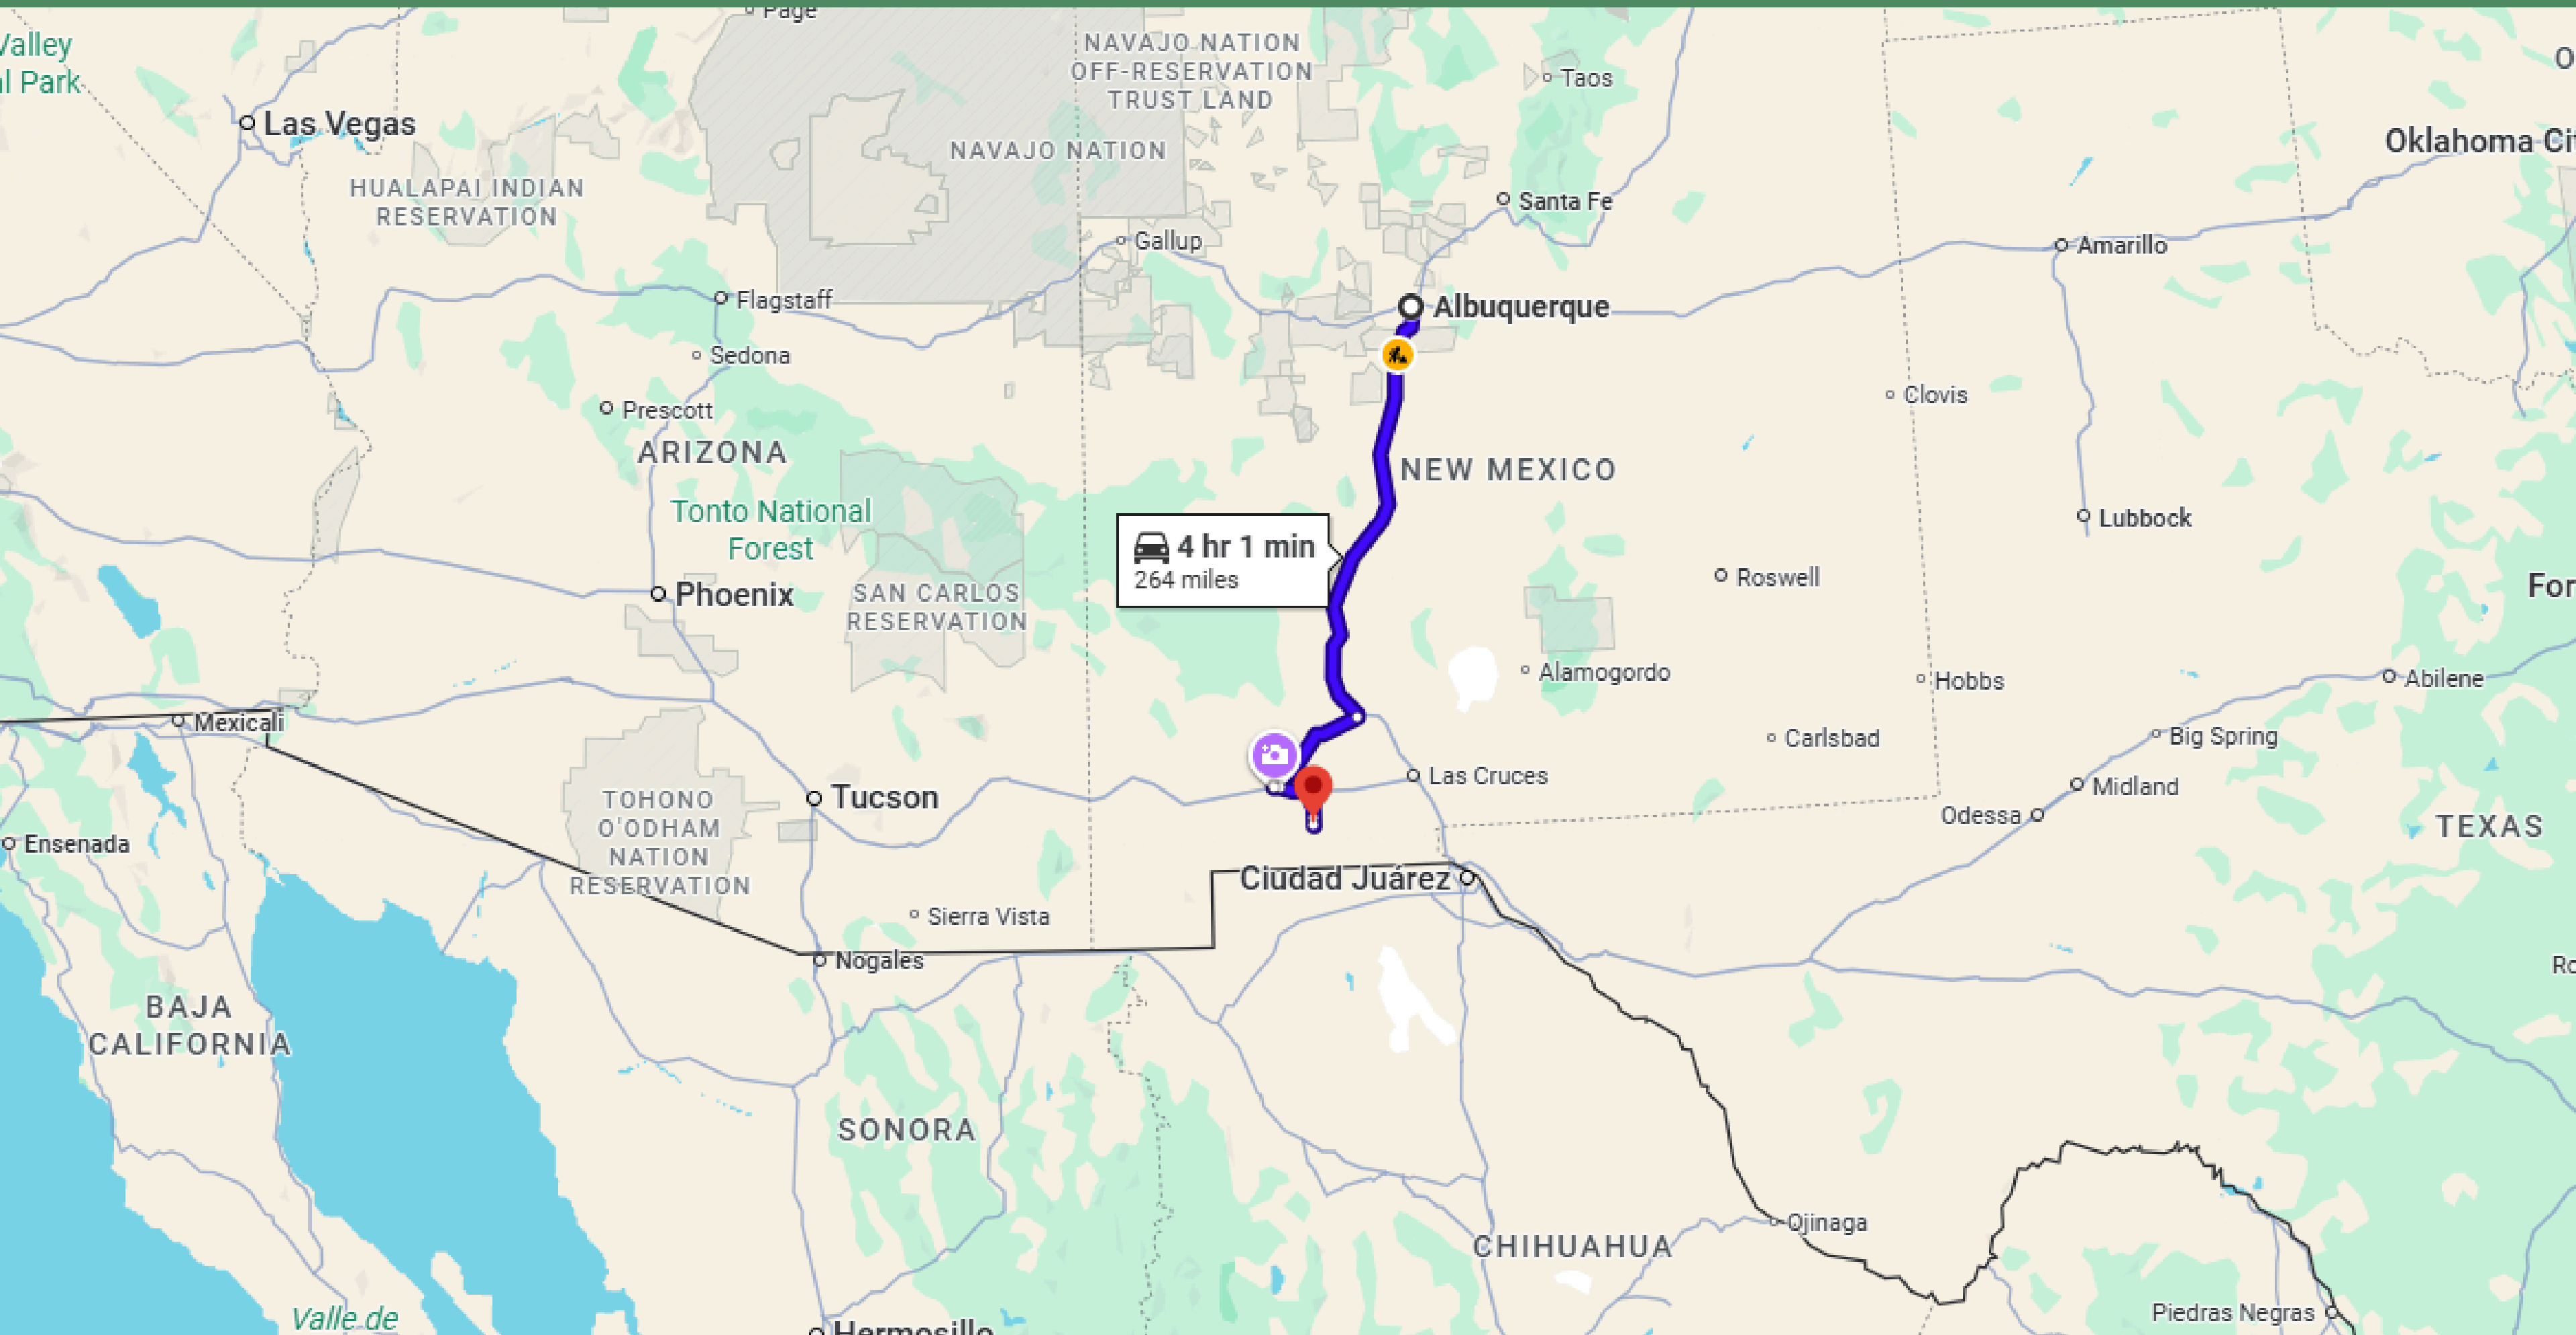 Page
Valley
al Park
NAVAJO NATION
OFF-RESERVATION
TRUST LAND
Taos
O
Las Vegas
NAVAJO NATION
Oklahoma Cit
HUALAPAI INDIAN
RESERVATION
Santa Fe
Gallup
Amarillo
Flagstaff
Albuquerque
Sedona
Clovis
Prescott
ARIZONA
NEW MEXICO
Tonto National
Forest
Lubbock
4 hr 1 min
264 miles
Roswell
For
Phoenix
SAN CARLOS
RESERVATION
Alamogordo
Hobbs
Abilene
Mexicali
Carlsbad
Big Spring
Las Cruces
Midland
Tucson
TOHONO
O'ODHAM
NATION
RESERVATION
Odessa
TEXAS
Ensenada
Ciudad Juárez
Sierra Vista
Nogales
Ro
BAJA
CALIFORNIA
SONORA
Ojinaga
CHIHUAHUA
Valle de
Piedras Negras
Hermosillo